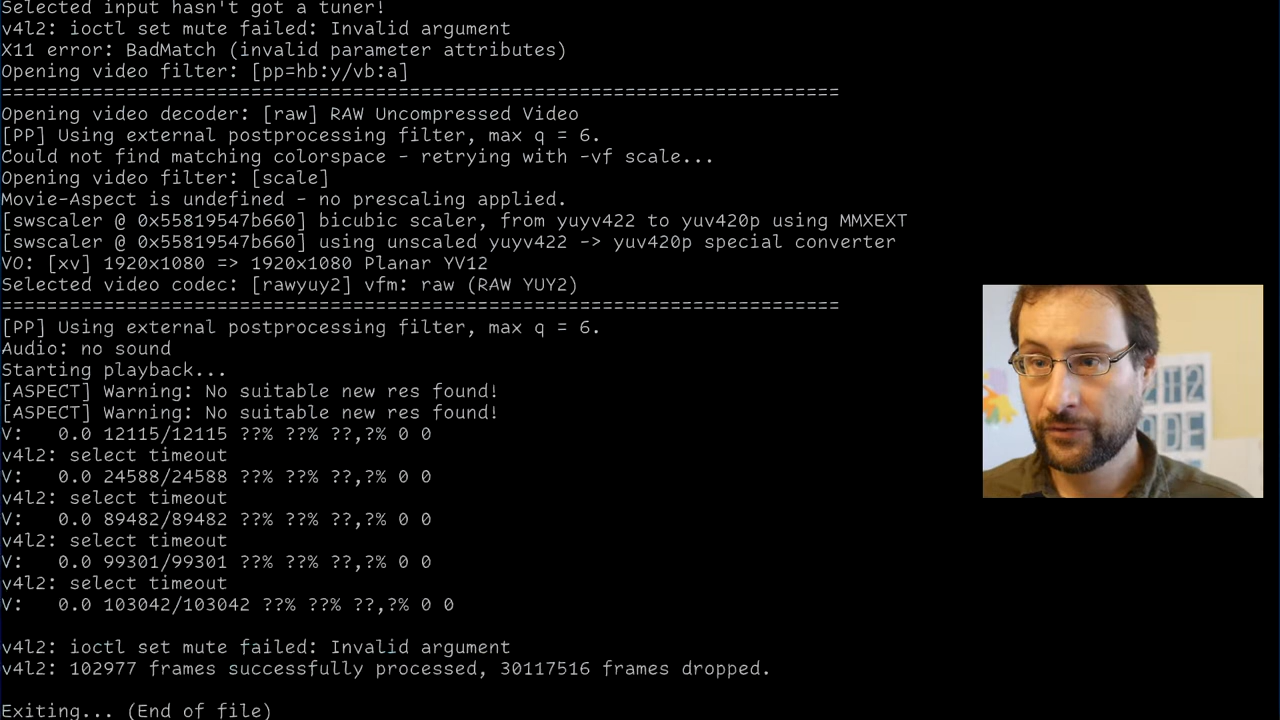 Selected input hasn't got a tuner!
v4l2: ioctl set mute failed: Invalid argument
X11 error: BadMatch (invalid parameter attributes)
Opening video filter: [pp=hb:y/vb:a]
==========================================================================
Opening video decoder: [raw] RAW Uncompressed Video
[PP] Using external postprocessing filter, max q = 6.
Could not find matching colorspace - retrying with -vf scale...
Opening video filter: [scale]
Movie-Aspect is undefined - no prescaling applied.
[swscaler @ 0x55819547b660] bicubic scaler, from yuyv422 to yuv420p using MMXEXT
[swscaler @ 0x55819547b660] using unscaled yuyv422 -> yuv420p special converter
VO: [xv] 1920x1080 => 1920x1080 Planar YV12
Selected video codec: [rawyuy2] vfm: raw (RAW YUY2)
==========================================================================
[PP] Using external postprocessing filter, max q = 6.
Audio: no sound
Starting playback...
[ASPECT] Warning: No suitable new res found!
[ASPECT] Warning: No suitable new res found!
V:   0.0 12115/12115 ??% ??% ??,?% 0 0
v4l2: select timeout
V:   0.0 24588/24588 ??% ??% ??,?% 0 0
v4l2: select timeout
V:   0.0 89482/89482 ??% ??% ??,?% 0 0
v4l2: select timeout
V:   0.0 99301/99301 ??% ??% ??,?% 0 0
v4l2: select timeout
V:   0.0 103042/103042 ??% ??% ??,?% 0 0
v4l2: ioctl set mute failed: Invalid argument
v4l2: 102977 frames successfully processed, 30117516 frames dropped.
Exiting... (End of file)